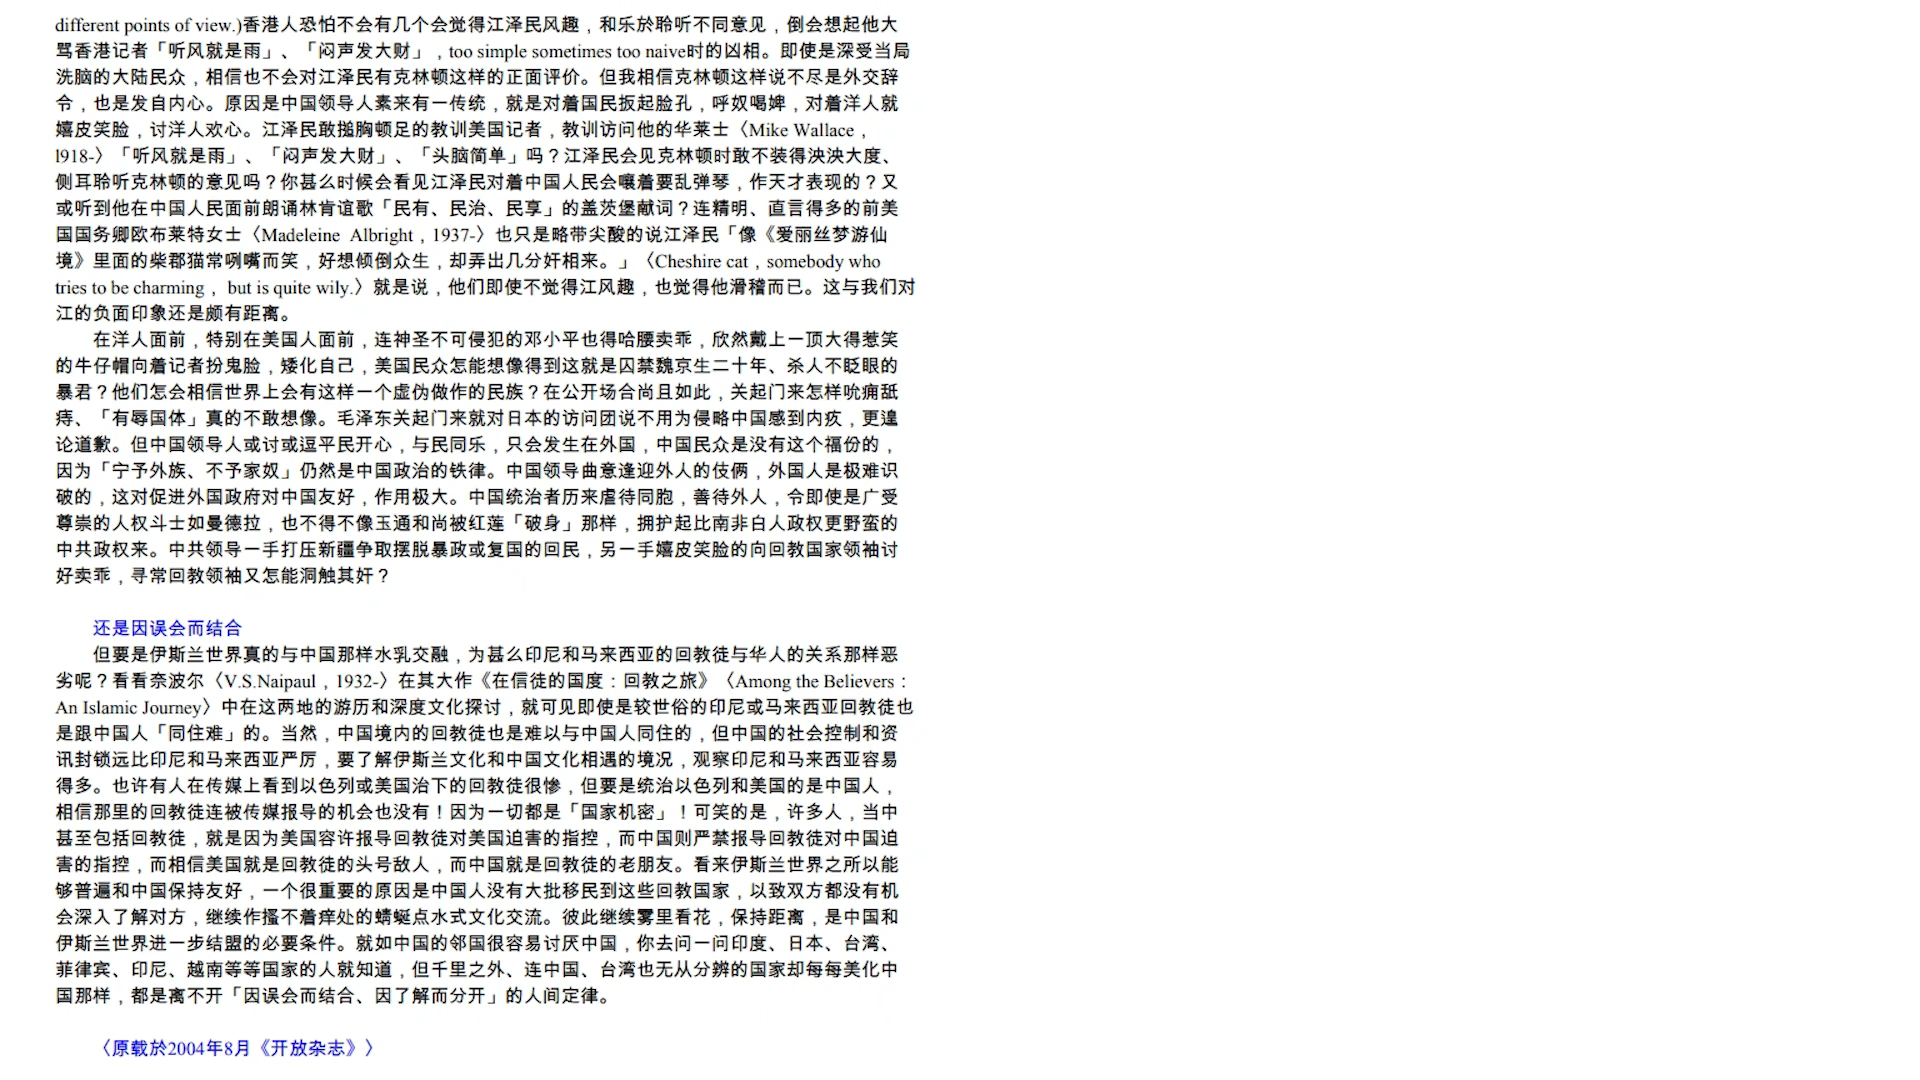 different points of view.)香港人恐怕不会有几个会觉得江泽民风趣，和乐於聆听不同意见，倒会想起他大
骂香港记者「听风就是雨」、「闷声发大财」，too simple sometimes too naive时的凶相。即使是深受当局
洗脑的大陆民众，相信也不会对江泽民有克林顿这样的正面评价。但我相信克林顿这样说不尽是外交辞
令，也是发自内心。原因是中国领导人素来有一传统，就是对着国民扳起脸孔，呼奴喝婢，对着洋人就
嬉皮笑脸，讨洋人欢心。江泽民敢搥胸顿足的教训美国记者，教训访问他的华莱士〈Mike Wallace，
l918-〉「听风就是雨」、「闷声发大财」、「头脑简单」吗？江泽民会见克林顿时敢不装得泱泱大度、
侧耳聆听克林顿的意见吗？你甚么时候会看见江泽民对着中国人民会嚷着要乱弹琴，作天才表现的？又
或听到他在中国人民面前朗诵林肯谊歌「民有、民治、民享」的盖茨堡献词？连精明、直言得多的前美
国国务卿欧布莱特女士〈Madeleine Albright，1937-〉也只是略带尖酸的说江泽民「像《爱丽丝梦游仙
境》里面的柴郡猫常咧嘴而笑，好想倾倒众生，却弄出几分奸相来。」〈Cheshire cat，somebody who
tries to be charming， but is quite wily.〉就是说，他们即使不觉得江风趣，也觉得他滑稽而已。这与我们对
江的负面印象还是颇有距离。
在洋人面前，特别在美国人面前，连神圣不可侵犯的邓小平也得哈腰卖乖，欣然戴上一顶大得惹笑
的牛仔帽向着记者扮鬼脸，矮化自己，美国民众怎能想像得到这就是囚禁魏京生二十年、杀人不眨眼的
暴君？他们怎会相信世界上会有这样一个虚伪做作的民族？在公开场合尚且如此，关起门来怎样吮痈舐
痔、「有辱国体」真的不敢想像。毛泽东关起门来就对日本的访问团说不用为侵略中国感到内疚，更遑
论道歉。但中国领导人或讨或逗平民开心，与民同乐，只会发生在外国，中国民众是没有这个福份的，
因为「宁予外族、不予家奴」仍然是中国政治的铁律。中国领导曲意逢迎外人的伎俩，外国人是极难识
破的，这对促进外国政府对中国友好，作用极大。中国统治者历来虐待同胞，善待外人，令即使是广受
尊崇的人权斗士如曼德拉，也不得不像玉通和尚被红莲「破身」那样，拥护起比南非白人政权更野蛮的
中共政权来。中共领导一手打压新疆争取摆脱暴政或复国的回民，另一手嬉皮笑脸的向回教国家领袖讨
好卖乖，寻常回教领袖又怎能洞触其奸？
还是因误会而结合
但要是伊斯兰世界真的与中国那样水乳交融，为甚么印尼和马来西亚的回教徒与华人的关系那样恶
劣呢？看看奈波尔〈V.S.Naipaul，1932-〉在其大作《在信徒的国度：回教之旅》〈Among the Believers：
An Islamic Journey〉中在这两地的游历和深度文化探讨，就可见即使是较世俗的印尼或马来西亚回教徒也
是跟中国人「同住难」的。当然，中国境内的回教徒也是难以与中国人同住的，但中国的社会控制和资
讯封锁远比印尼和马来西亚严厉，要了解伊斯兰文化和中国文化相遇的境况，观察印尼和马来西亚容易
得多。也许有人在传媒上看到以色列或美国治下的回教徒很惨，但要是统治以色列和美国的是中国人，
相信那里的回教徒连被传媒报导的机会也没有！因为一切都是「国家机密」！可笑的是，许多人，当中
甚至包括回教徒，就是因为美国容许报导回教徒对美国迫害的指控，而中国则严禁报导回教徒对中国迫
害的指控，而相信美国就是回教徒的头号敌人，而中国就是回教徒的老朋友。看来伊斯兰世界之所以能
够普遍和中国保持友好，一个很重要的原因是中国人没有大批移民到这些回教国家，以致双方都没有机
会深入了解对方，继续作搔不着痒处的蜻蜓点水式文化交流。彼此继续雾里看花，保持距离，是中国和
伊斯兰世界进一步结盟的必要条件。就如中国的邻国很容易讨厌中国，你去问一问印度、日本、台湾、
菲律宾、印尼、越南等等国家的人就知道，但千里之外、连中国、台湾也无从分辨的国家却每每美化中
国那样，都是离不开「因误会而结合、因了解而分开」的人间定律。
〈原载於2004年8月《开放杂志》〉